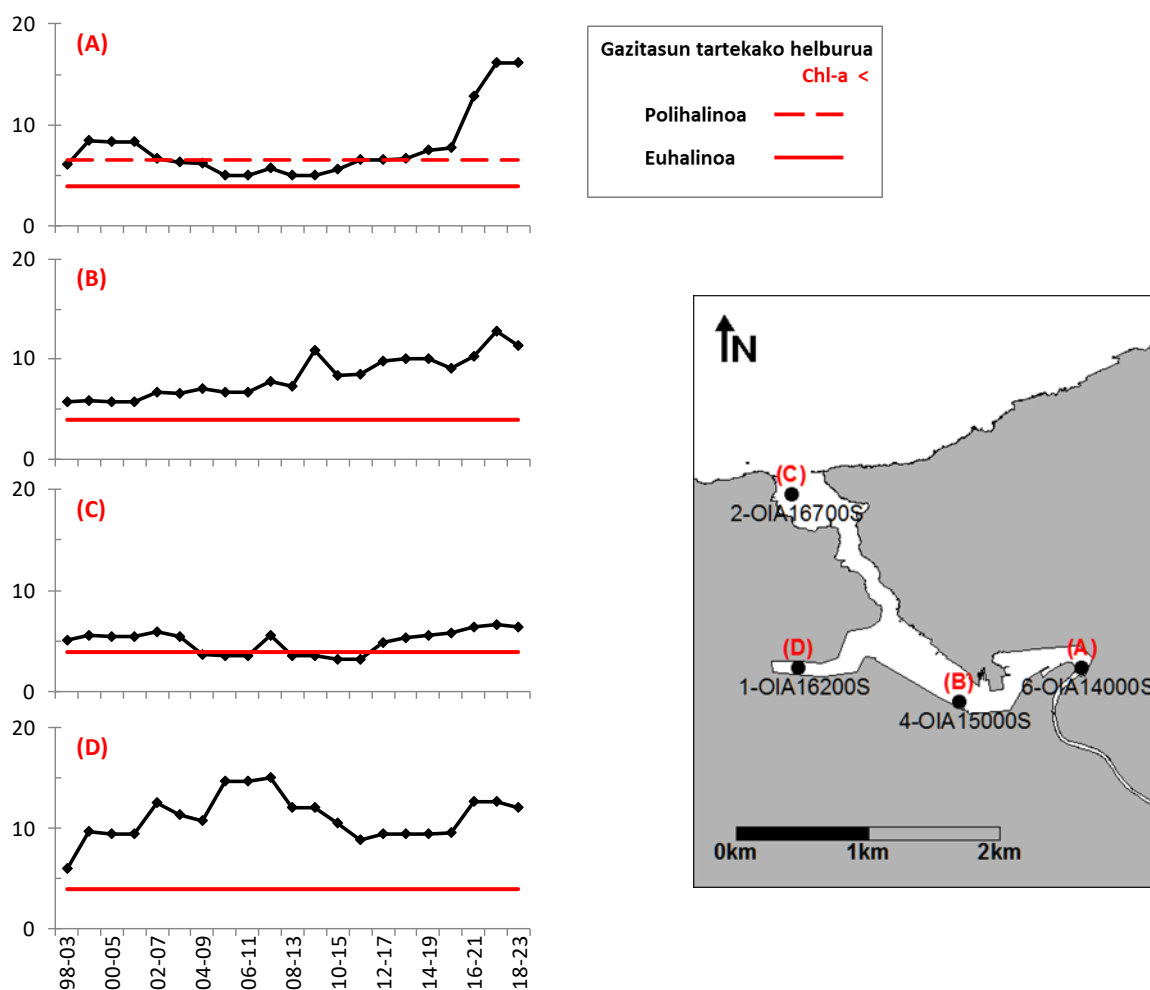 20
(A)
10
0
20
(B)
10
0
20
(C)
10
0
20
(D)
10
0
98-03
00-05
02-07
04-09
06-11
08-13
10-15
12-17
14-19
16-21
18-23
Gazitasun tartekako helburua
Chl-a <
Polihalinoa
Euhalinoa
N
(C)
2-OIA16700S
(D)
1-OIA16200S
(B)
4-OIA15000S
(A)
6-OIA14000S
0km
1km
2km